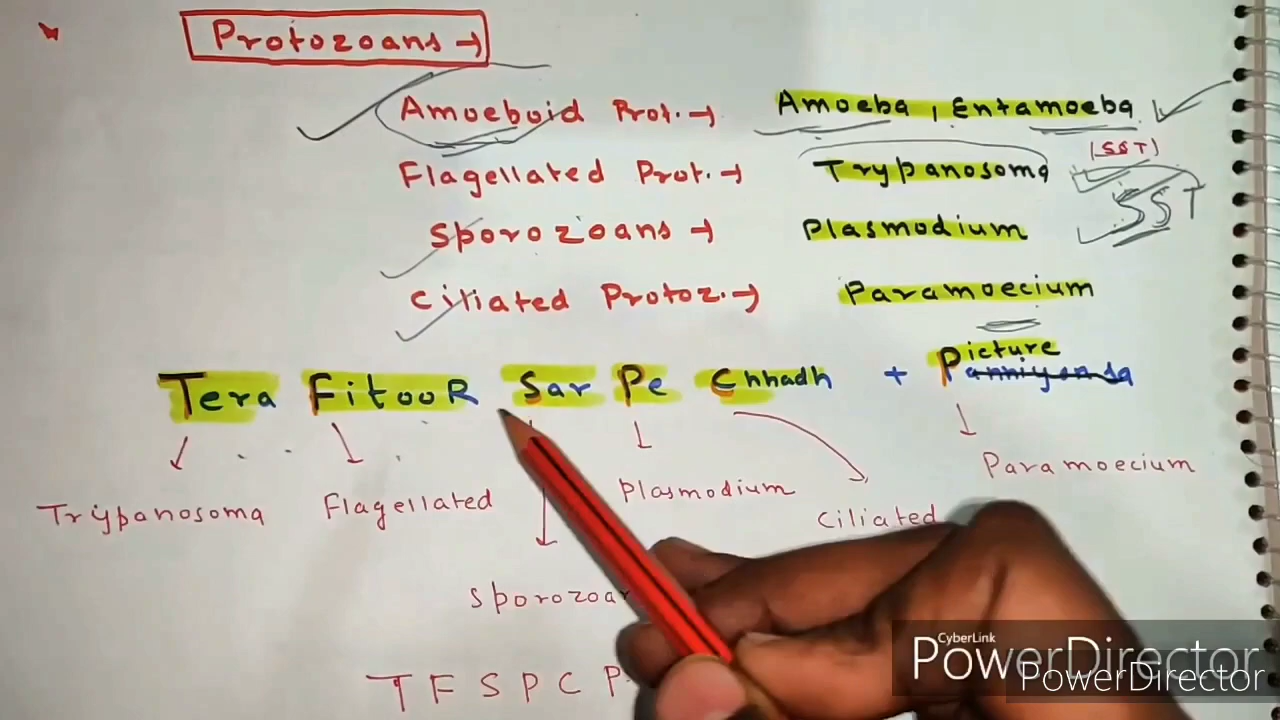 Protozoans →
Amoeboid Prot. → Amoeba, Entamoeba
(SST)
Flagellated Prot. → Trypanosoma
SST
Sporozoans → Plasmodium
Ciliated Protoz. → Paramoecium
Tera FitooR Sar Pe Chhadh + Picture
Trypanosoma Flagellated Plasmodium Paramoecium
ciliated
T F S P C P
CyberLink
PowerDirector
PowerDirector